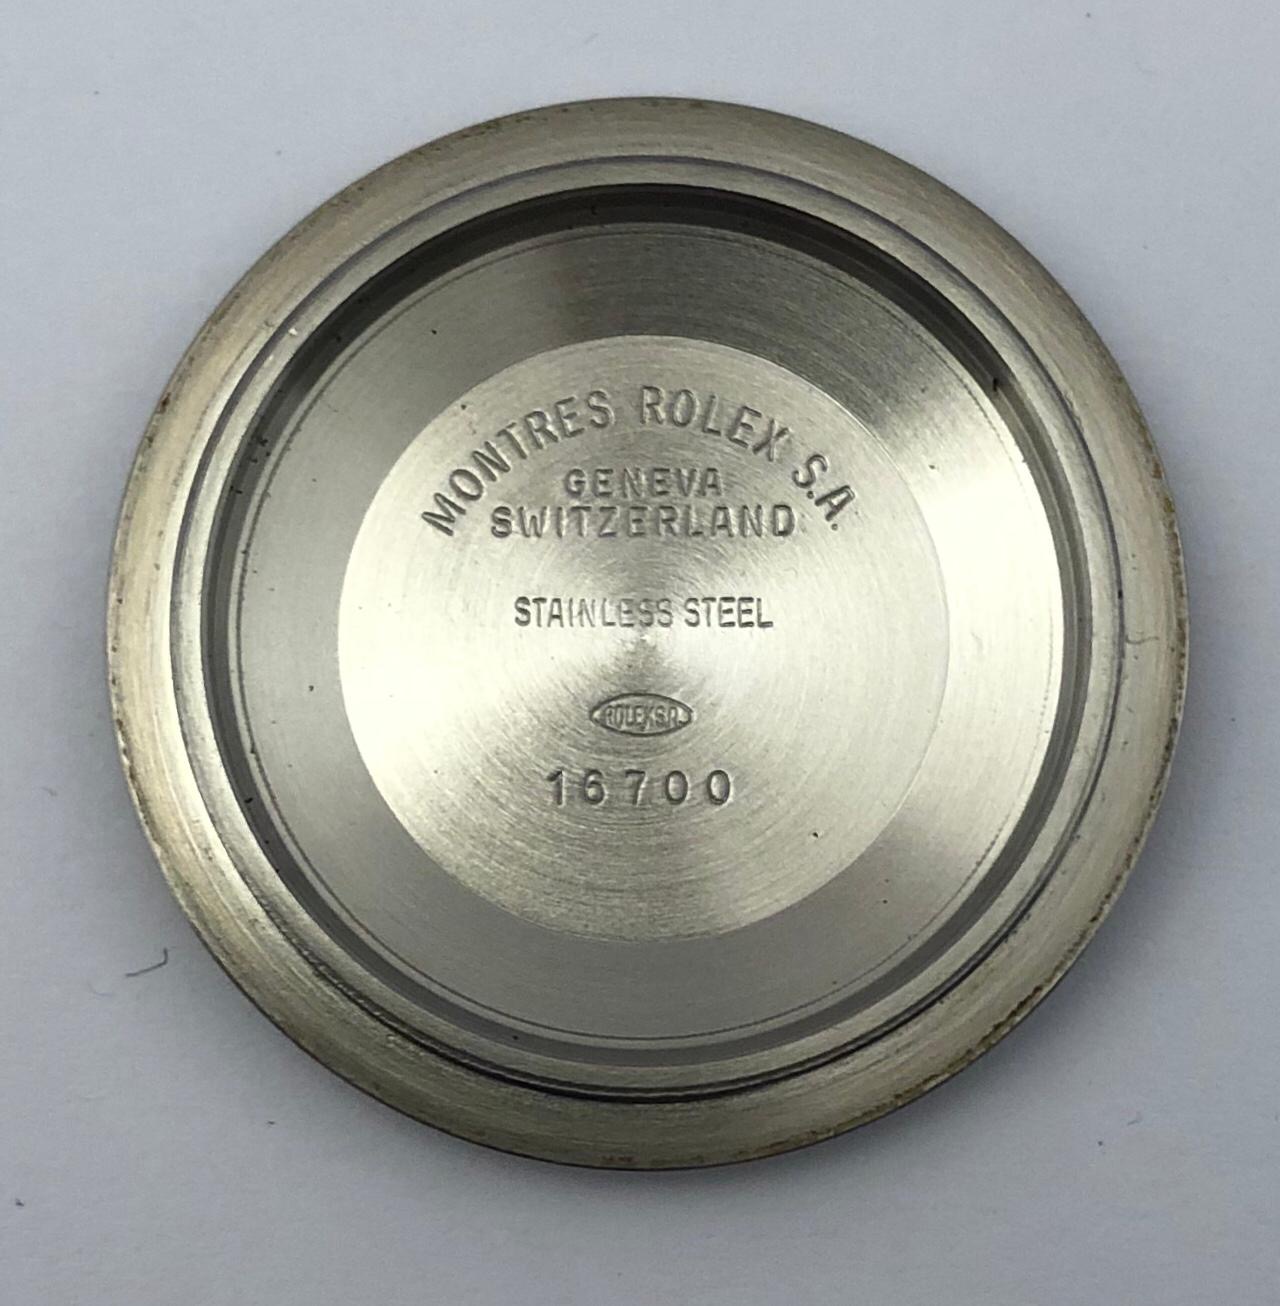 MONTRES ROLEX S.A.
GENEVA
SWITZERLAND
STAINLESS STEEL
ROLEX S.A.
16700